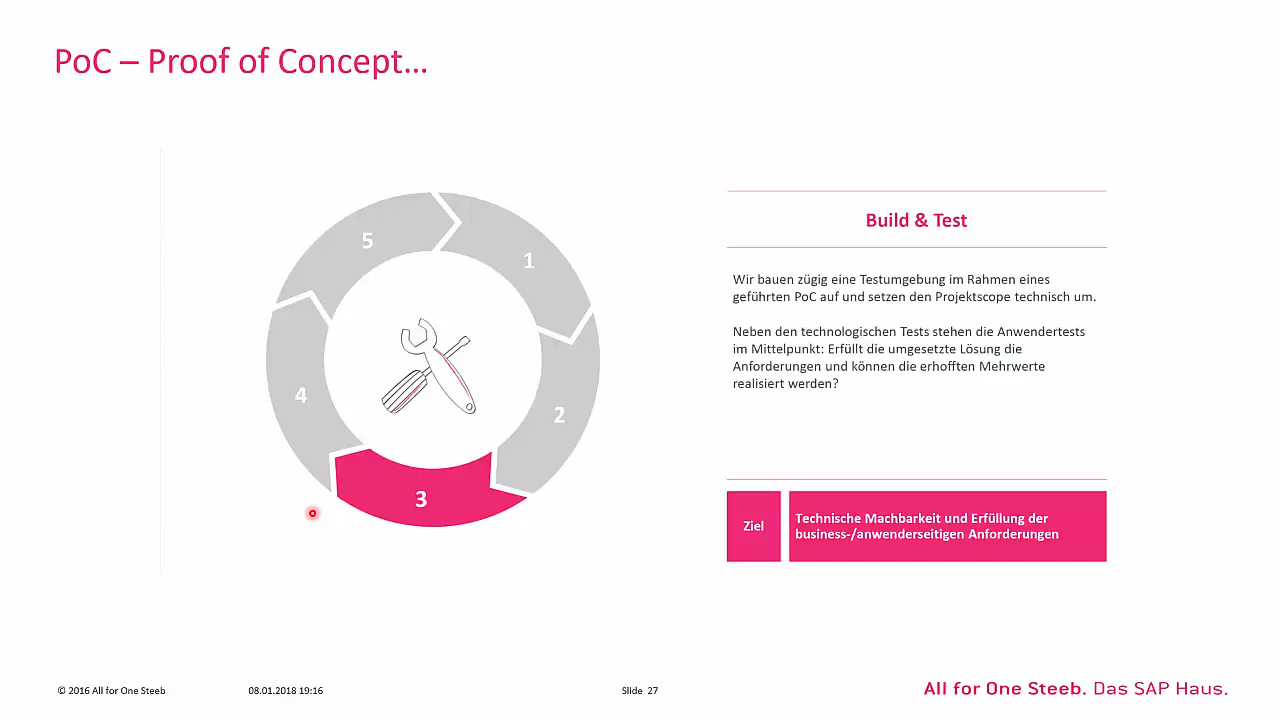 PoC – Proof of Concept...
5
1
4
2
3
Build & Test
Wir bauen zügig eine Testumgebung im Rahmen eines
geführten PoC auf und setzen den Projektscope technisch um.
Neben den technologischen Tests stehen die Anwendertests
im Mittelpunkt: Erfüllt die umgesetzte Lösung die
Anforderungen und können die erhofften Mehrwerte
realisiert werden?
Ziel
Technische Machbarkeit und Erfüllung der
business-/anwenderseitigen Anforderungen
© 2016 All for One Steeb
08.01.2018 19:16
Slide 27
All for One Steeb. Das SAP Haus.